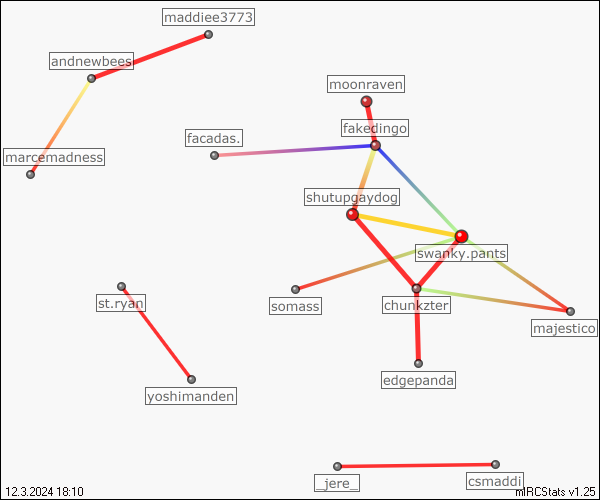 maddiee3773
andnewbees
moonraven
fakedingo
facadas.
marcemadness
shutupgaydog
swanky.pants
st.ryan
somass
chunkzter
majestico
edgepanda
yoshimanden
_jere_
csmaddi
12.3.2024 18:10
mIRCStats v1.25